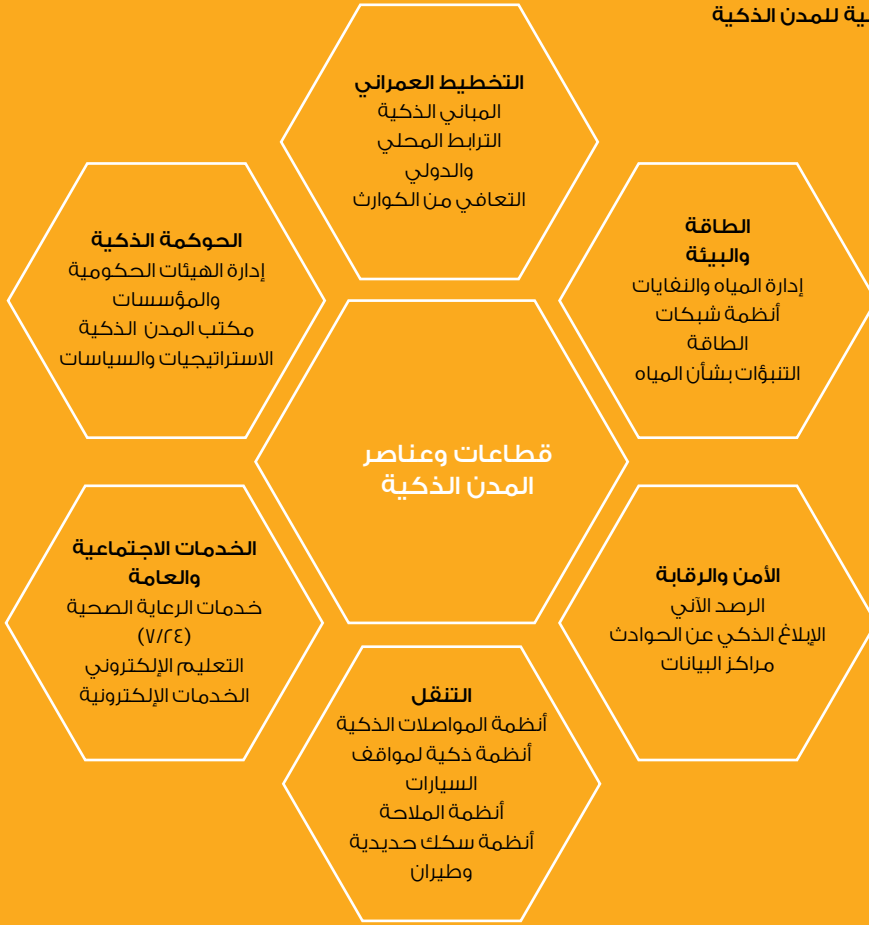 للمدن الذكية
التخطيط العمراني
المباني الذكية
الترابط المحلي
والدولي
التعافي من الكوارث
الطاقة
والبيئة
إدارة المياه والنفايات
أنظمة شبكات
الطاقة
التنبؤات بشأن المياه
الحوكمة الذكية
إدارة الهيئات الحكومية
والمؤسسات
مكتب المدن الذكية
الاستراتيجيات والسياسات
قطاعات وعناصر
المدن الذكية
الأمن والرقابة
الرصد الآني
الإبلاغ الذكي عن الحوادث
مراكز البيانات
الخدمات الاجتماعية
والعامة
خدمات الرعاية الصحية
(٧/٢٤)
التعليم الإلكتروني
الخدمات الإلكترونية
التنقل
أنظمة المواصلات الذكية
أنظمة ذكية لمواقف
السيارات
أنظمة الملاحة
أنظمة سكك حديدية
وطيران